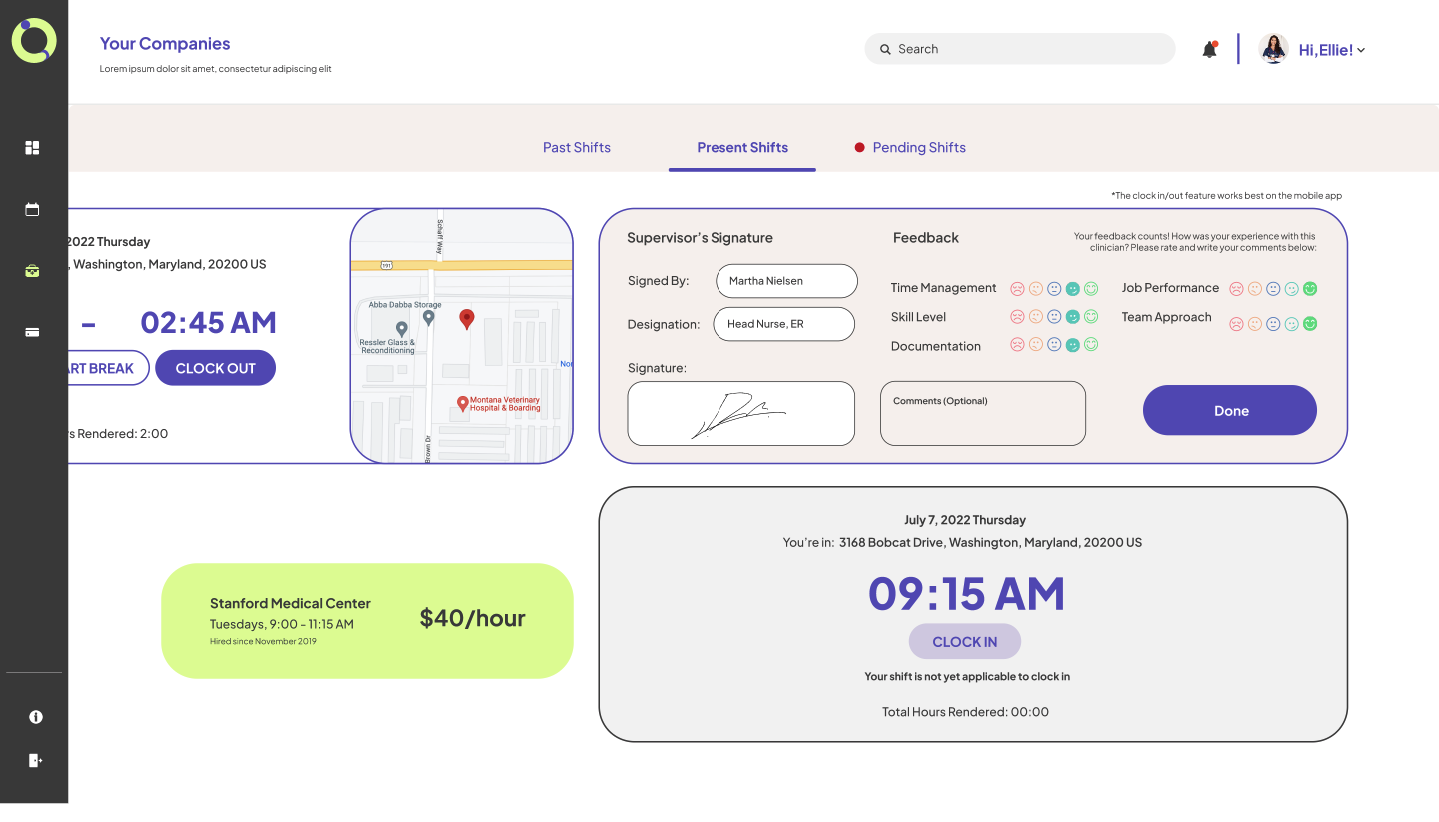 Your Companies
Lorem ipsum dolor sit amet, consectetur adipiscing elit
Search
Hi,Ellie!
Past Shifts
Present Shifts
Pending Shifts
*The clock in/out feature works best on the mobile app
2022 Thursday
, Washington, Maryland, 20200 US
- 02:45 AM
ART BREAK
CLOCK OUT
rs Rendered: 2:00
Schaff Way
191
Abba Dabba Storage
Ressler Glass &
Reconditioning
Nor
Montana Veterinary
Hospital & Boarding
Brown Dr
Supervisor's Signature
Signed By:
Martha Nielsen
Designation:
Head Nurse, ER
Signature:
Feedback
Your feedback counts! How was your experience with this
clinician? Please rate and write your comments below:
Time Management
Skill Level
Documentation
Job Performance
Team Approach
Comments (Optional)
Done
Stanford Medical Center
Tuesdays, 9:00 - 11:15 AM
Hired since November 2019
$40/hour
July 7, 2022 Thursday
You're in: 3168 Bobcat Drive, Washington, Maryland, 20200 US
09:15 AM
CLOCK IN
Your shift is not yet applicable to clock in
Total Hours Rendered: 00:00